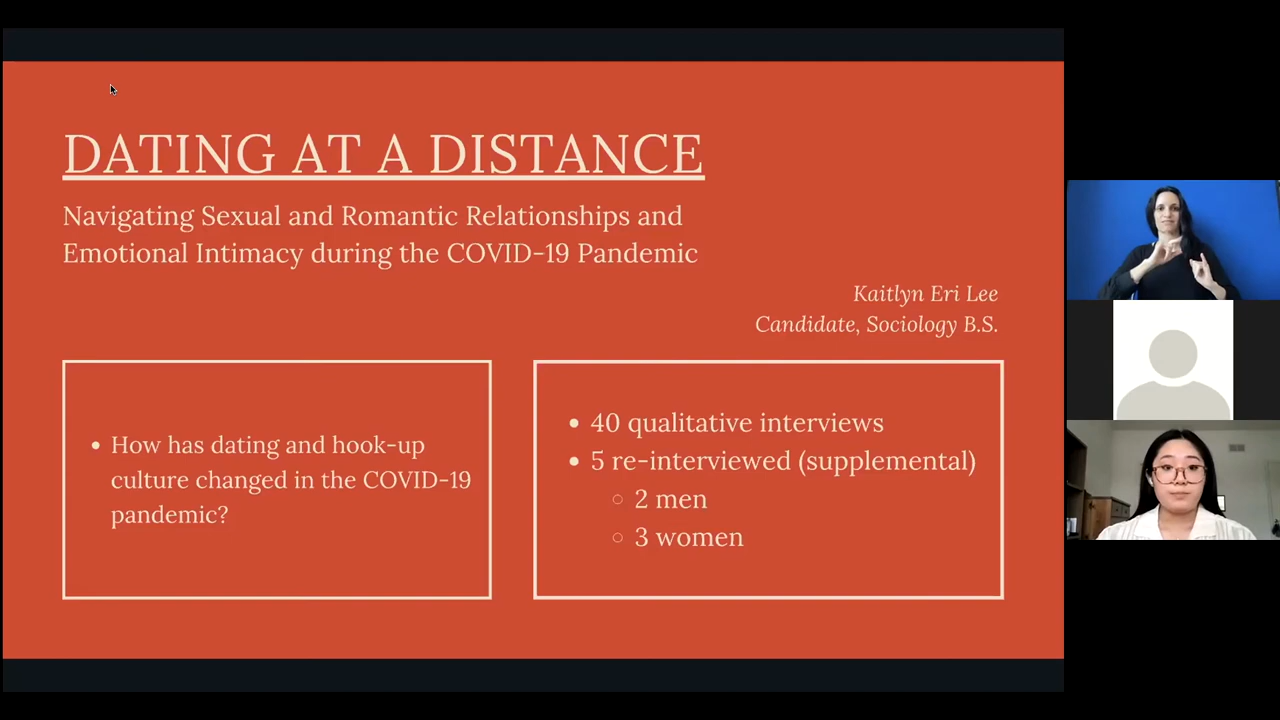 DATING AT A DISTANCE
Navigating Sexual and Romantic Relationships and
Emotional Intimacy during the COVID-19 Pandemic
Kaitlyn Eri Lee
Candidate, Sociology B.S.
• How has dating and hook-up
culture changed in the COVID-19
pandemic?
• 40 qualitative interviews
• 5 re-interviewed (supplemental)
○ 2 men
○ 3 women